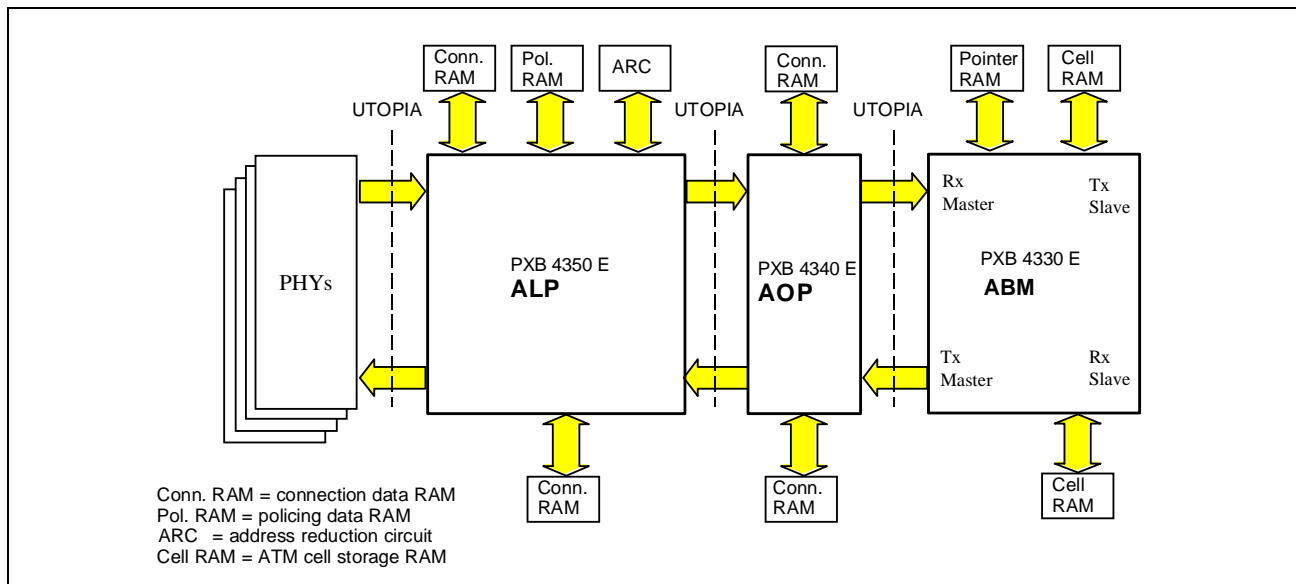 Conn.
RAM
Pol.
RAM
ARC
Conn.
RAM
Pointer
RAM
Cell
RAM
UTOPIA
UTOPIA
UTOPIA
PHYs
PXB 4350 E
ALP
PXB 4340 E
AOP
Rx
Master
Tx
Slave
PXB 4330 E
ABM
Tx
Master
Rx
Slave
Conn.
RAM
Conn.
RAM
Cell
RAM
Conn. RAM = connection data RAM
Pol. RAM = policing data RAM
ARC = address reduction circuit
Cell RAM = ATM cell storage RAM